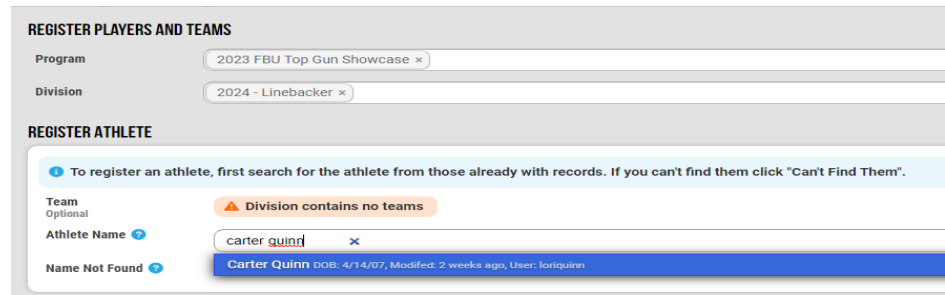 REGISTER PLAYERS AND TEAMS
Program
2023 FBU Top Gun Showcase ×
Division
2024 - Linebacker ×
REGISTER ATHLETE
To register an athlete, first search for the athlete from those already with records. If you can't find them click "Can't Find Them".
Team
Optional
Division contains no teams
Athlete Name ?
carter quinn ×
Name Not Found ?
Carter Quinn DOB: 4/14/07, Modifed: 2 weeks ago, User: loriquinn